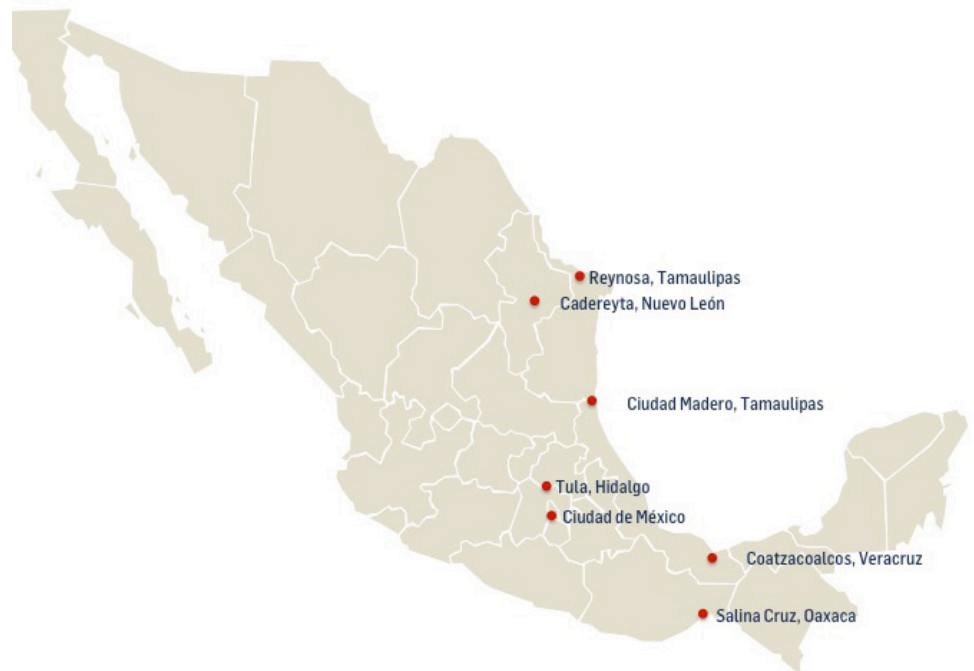 Reynosa, Tamaulipas
Cadereyta, Nuevo León
Ciudad Madero, Tamaulipas
Tula, Hidalgo
Ciudad de México
Coatzacoalcos, Veracruz
Salina Cruz, Oaxaca